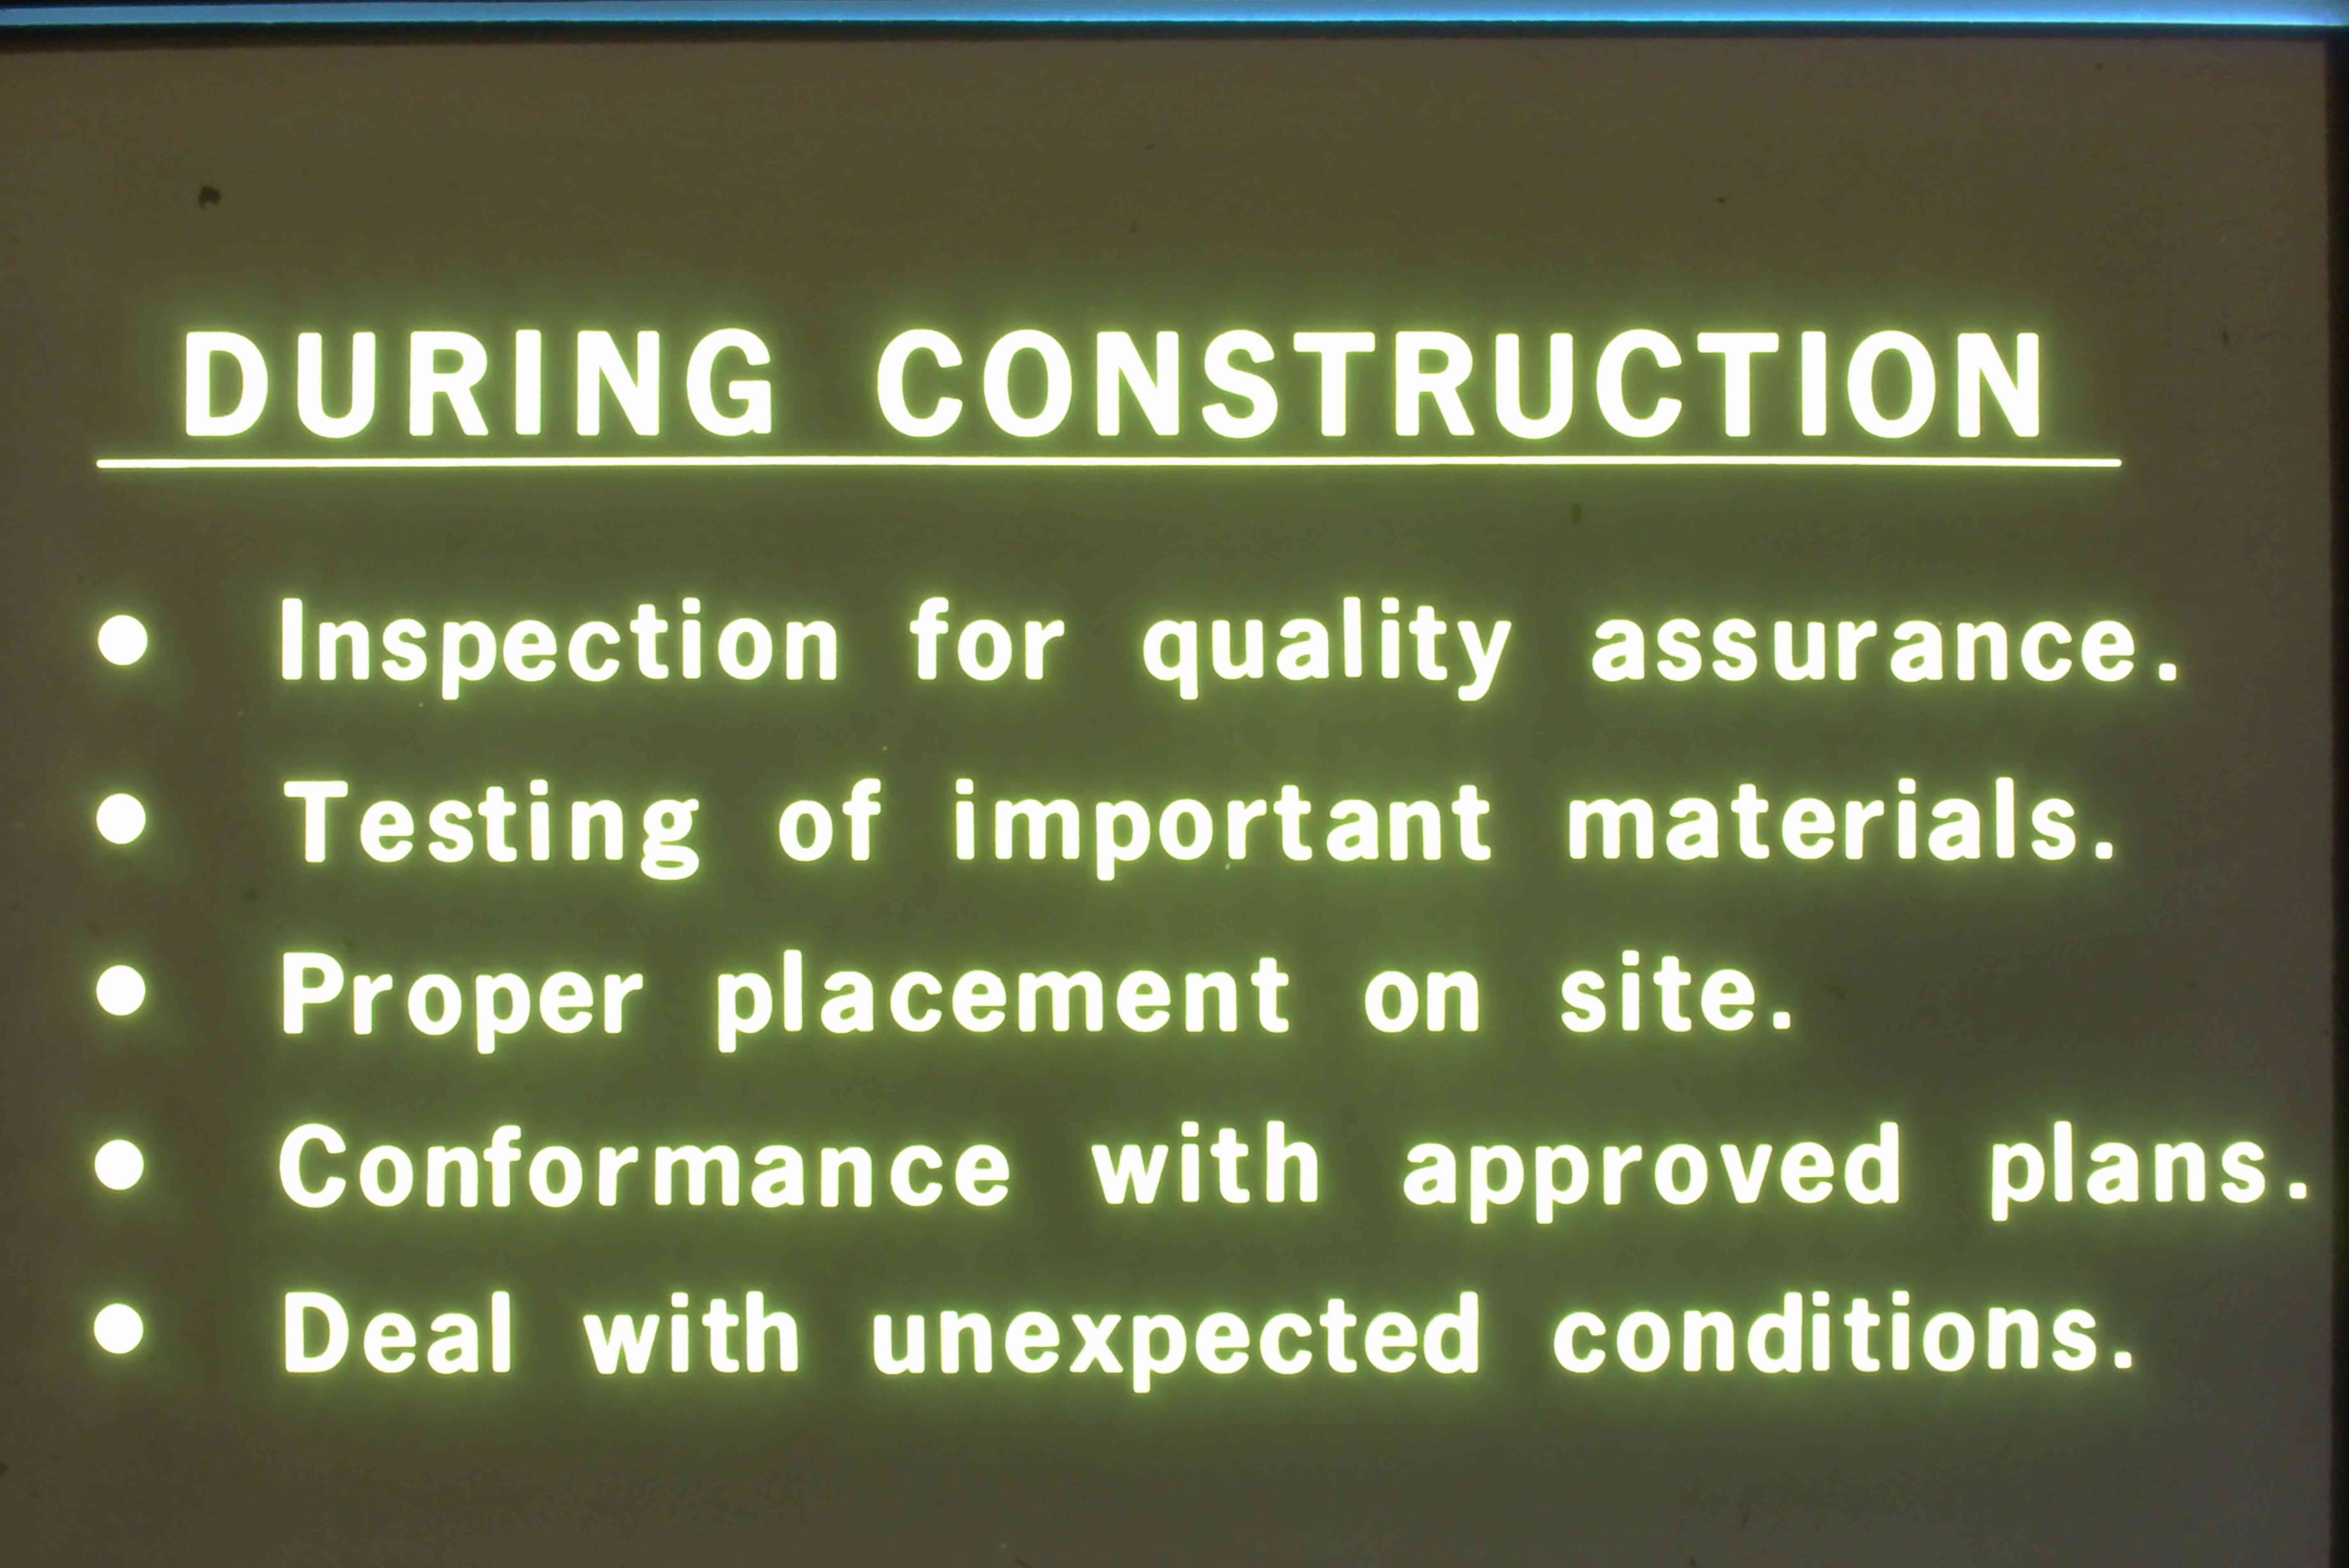 DURING CONSTRUCTION
• Inspection for quality assurance.
• Testing of important materials.
• Proper placement on site.
• Conformance with approved plans.
• Deal with unexpected conditions.